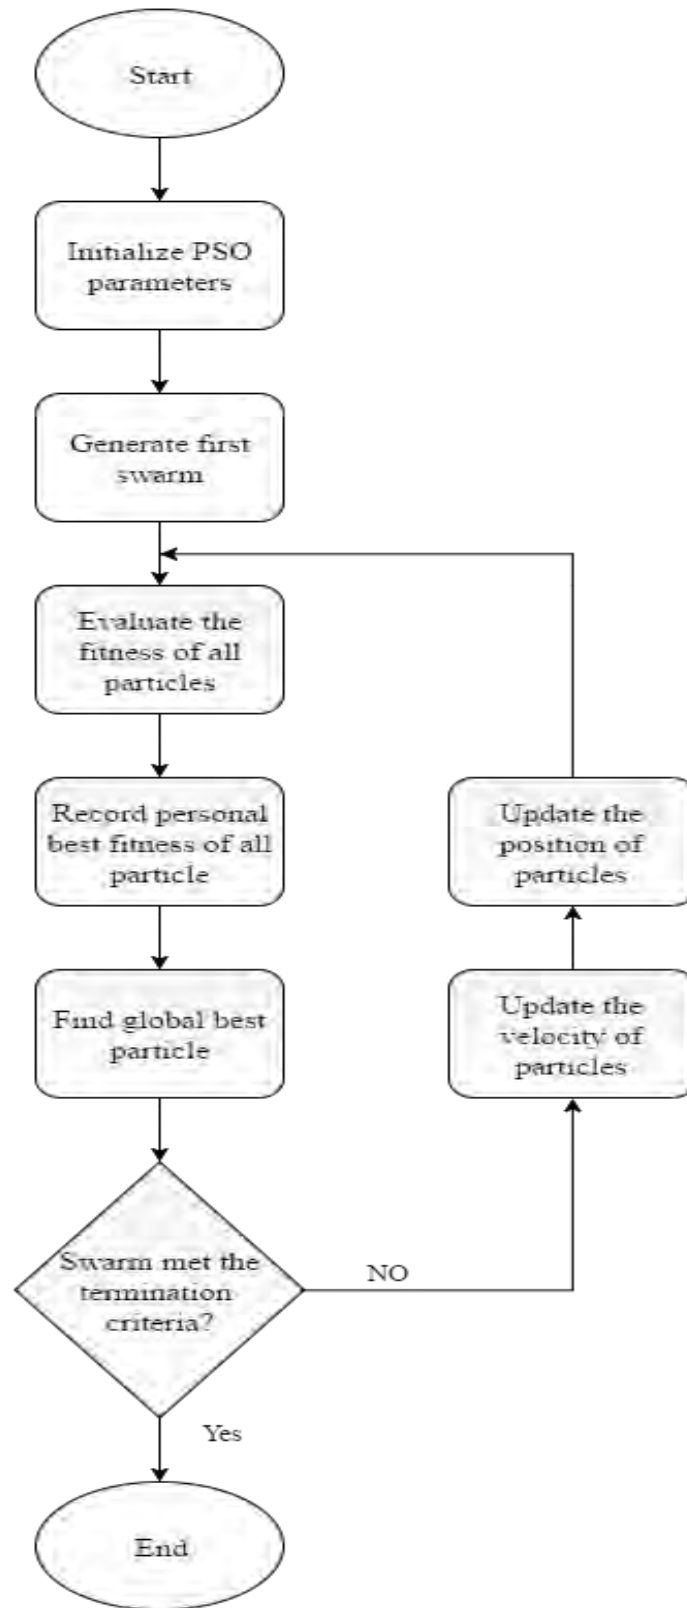 Start
Initialize PSO
parameters
Generate first
swarm
Evaluate the
fitness of all
particles
Record personal
best fitness of all
particle
Find global best
particle
Swarm met the
termination
criteria?
NO
Yes
End
Update the
position of
particles
Update the
velocity of
particles